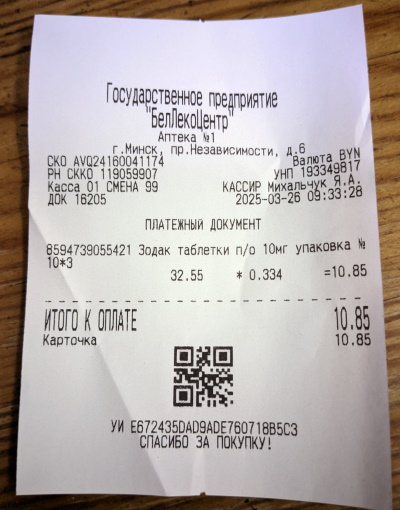 Государственное предприятие
"БелЛекоЦентр"
Аптека №1
г.Минск, пр.Независимости, д.6
СКО AVQ24160041174 Валюта BYN
РН СККО 119059907 УНП 193349817
Касса 01 СМЕНА 99 КАССИР Михальчук Я.А.
ДОК 16205 2025-03-26 09:33:28
ПЛАТЕЖНЫЙ ДОКУМЕНТ
8594739055421 Зодак таблетки п/о 10мг упаковка №
10*3
32.55 * 0.334 =10.85
ИТОГО К ОПЛАТЕ 10.85
Карточка 10.85
УИ E672435DAD9ADE760718B5C3
СПАСИБО ЗА ПОКУПКУ!